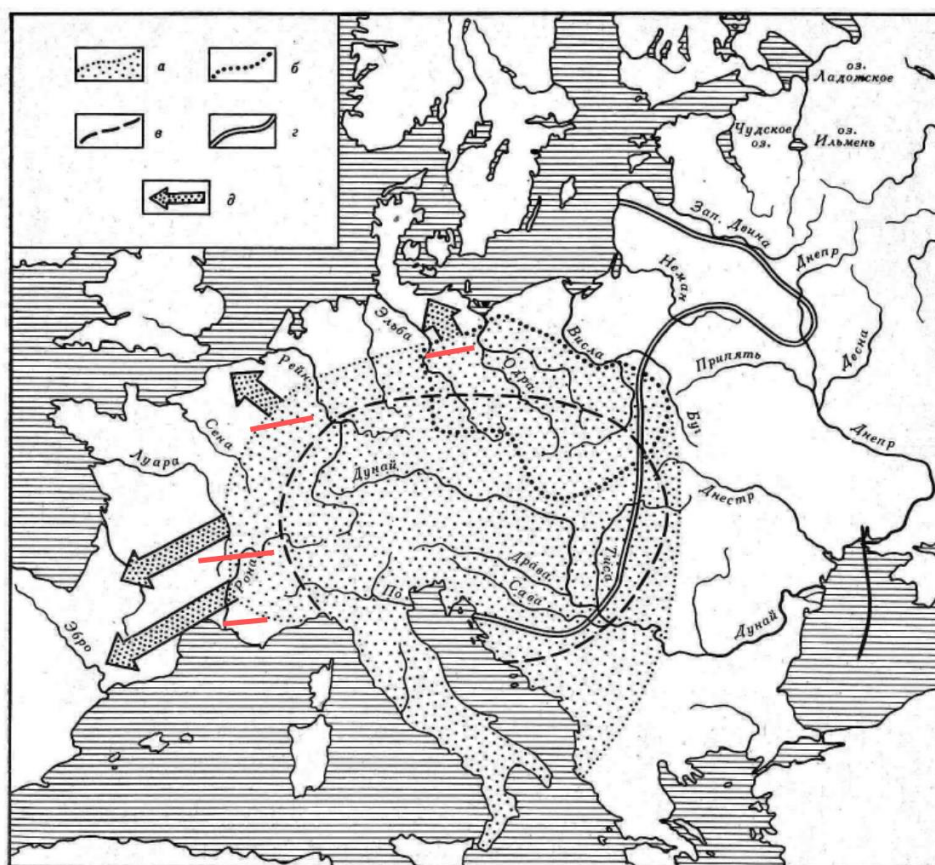 а
б
в
г
д
оз.
Ладожское
Чудское
оз.
оз.
Ильмень
Зап. Двина
Днепр
Неман
Десна
Висла
Эльба
Одра
Припять
Рейн
Буг
Сена
Днепр
Луара
Дунай
Днестр
Драва
Тиса
Сава
Рона
По
Дунай
Эбро